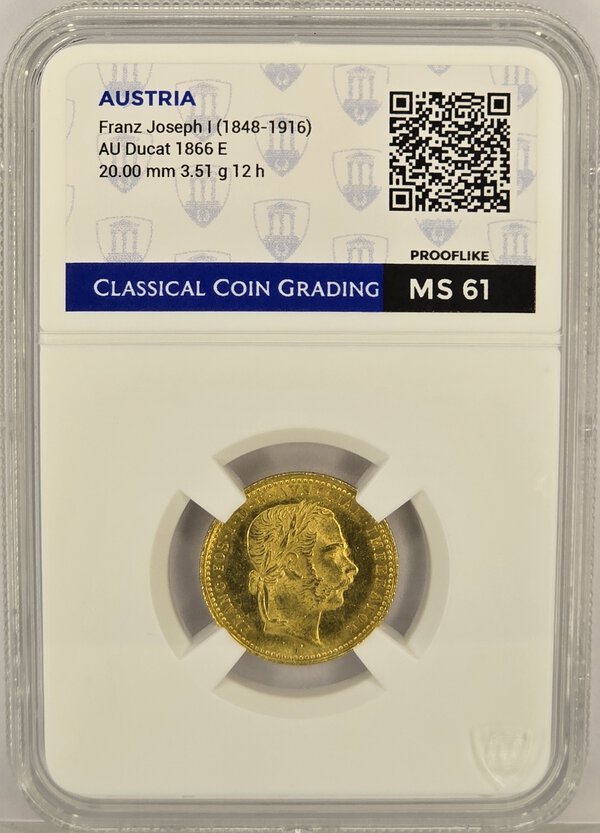 AUSTRIA
Franz Joseph I (1848-1916)
AU Ducat 1866 E
20.00 mm 3.51 g 12 h
PROOFLIKE
CLASSICAL COIN GRADING
MS 61